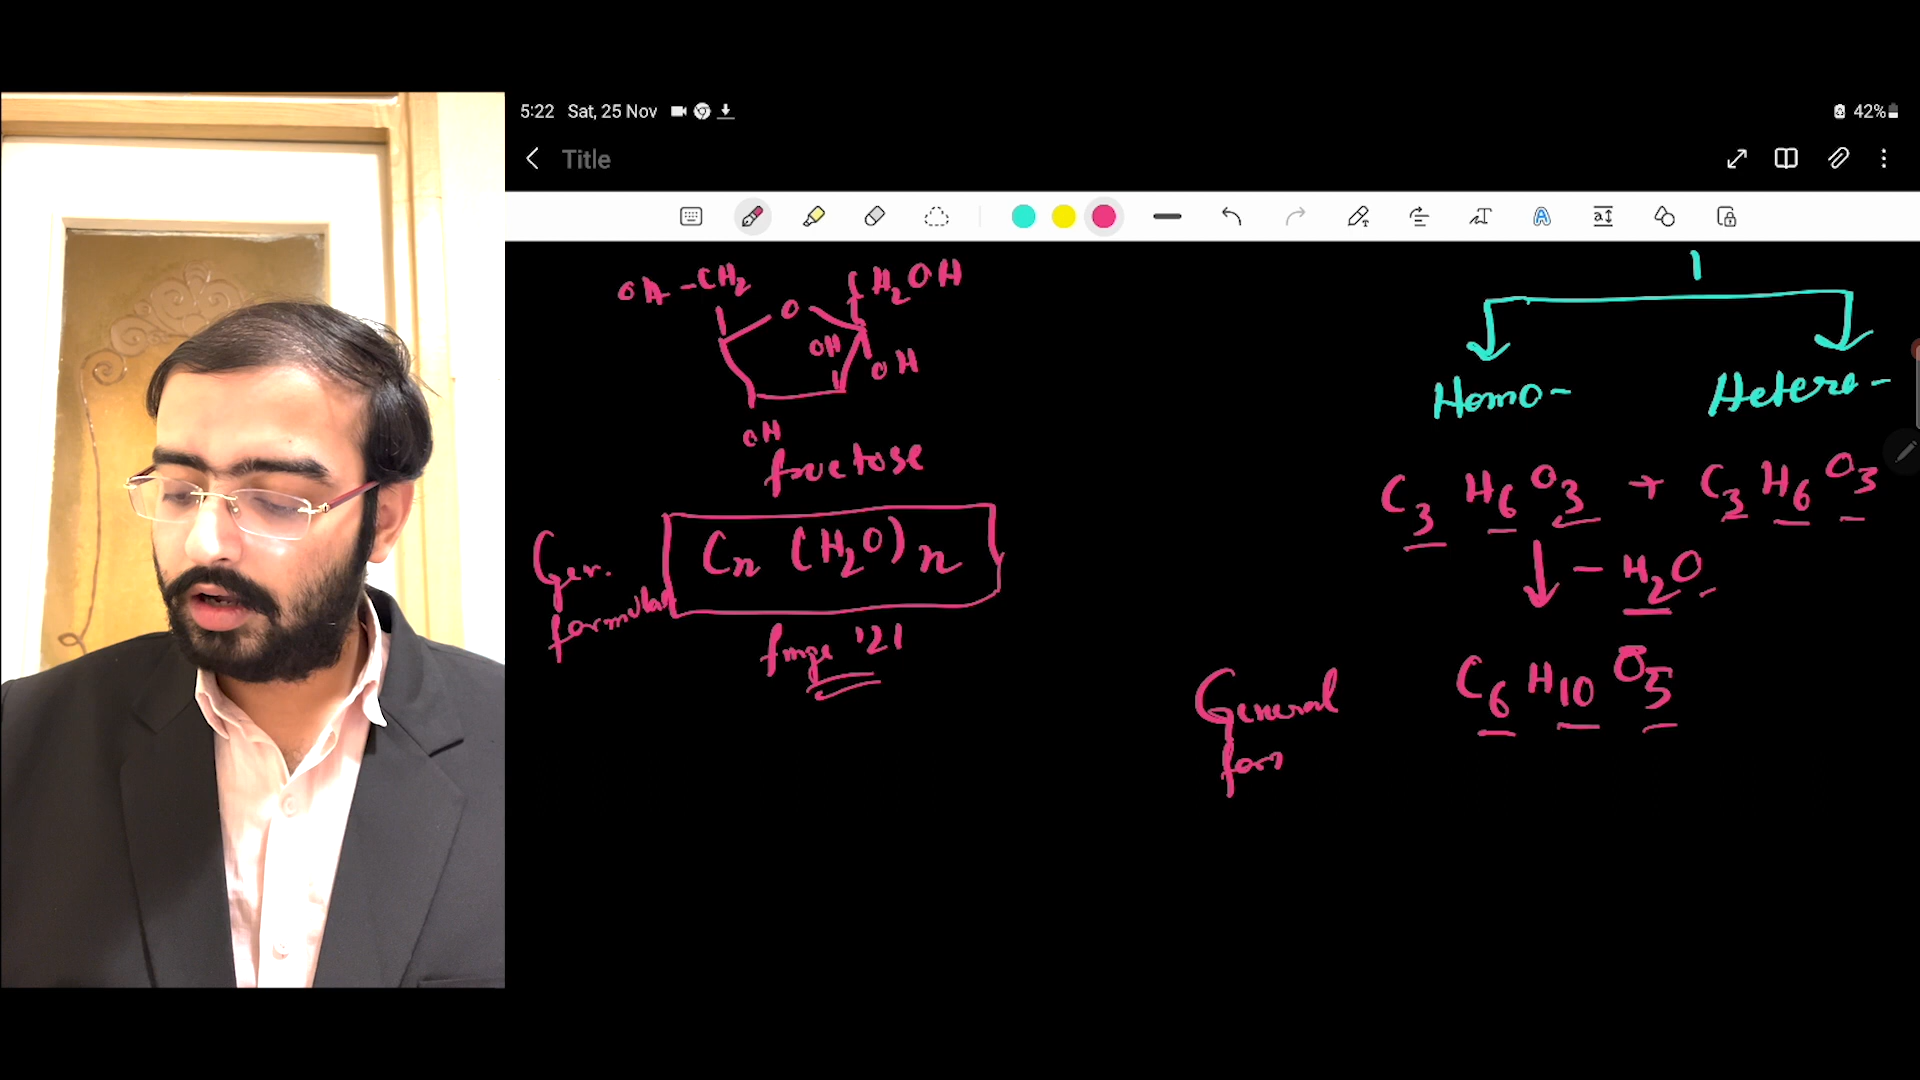 5:22 Sat, 25 Nov 42%
Title
OH-CH2 O CH2OH
OH OH
OH
fructose
Gen. formula Cn (H2O)n
fmge '21
Homo- Hetero-
C3 H6 O3 + C3 H6 O3
- H2O
C6 H10 O5
General
form